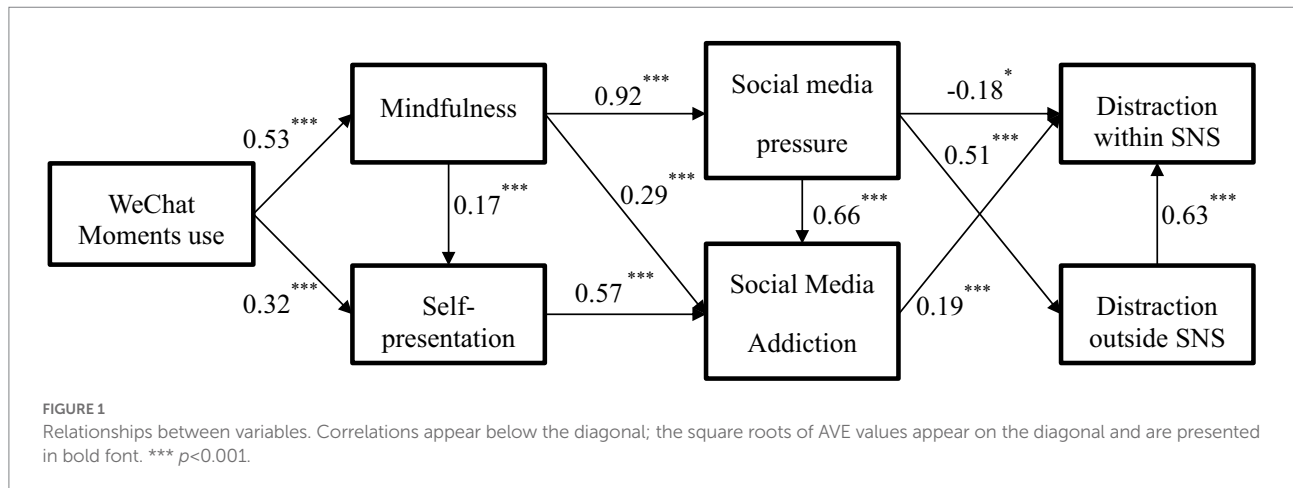 Mindfulness
0.92***
Social media
pressure
-0.18*
Distraction
within SNS
0.53***
0.51***
0.29***
WeChat
Moments use
0.17***
0.66***
0.63***
0.32***
Self-
presentation
0.57***
Social Media
Addiction
0.19***
Distraction
outside SNS
FIGURE 1
Relationships between variables. Correlations appear below the diagonal; the square roots of AVE values appear on the diagonal and are presented
in bold font. *** p<0.001.